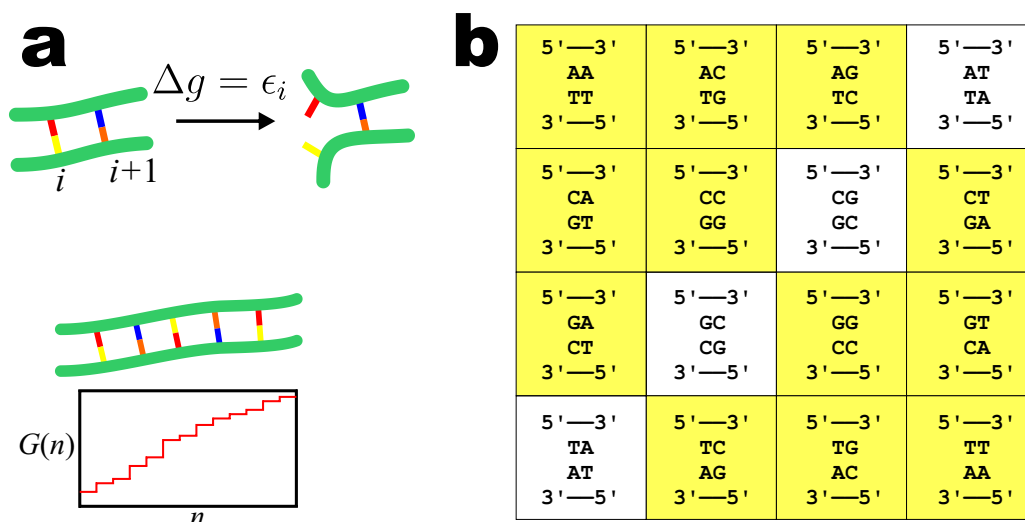 a
Δg = ϵᵢ
i
i+1
G(n)
n
b
5'—3' 5'—3' 5'—3' 5'—3'
AA AC AG AT
TT TG TC TA
3'—5' 3'—5' 3'—5' 3'—5'
5'—3' 5'—3' 5'—3' 5'—3'
CA CC CG CT
GT GG GC GA
3'—5' 3'—5' 3'—5' 3'—5'
5'—3' 5'—3' 5'—3' 5'—3'
GA GC GG GT
CT CG CC CA
3'—5' 3'—5' 3'—5' 3'—5'
5'—3' 5'—3' 5'—3' 5'—3'
TA TC TG TT
AT AG AC AA
3'—5' 3'—5' 3'—5' 3'—5'